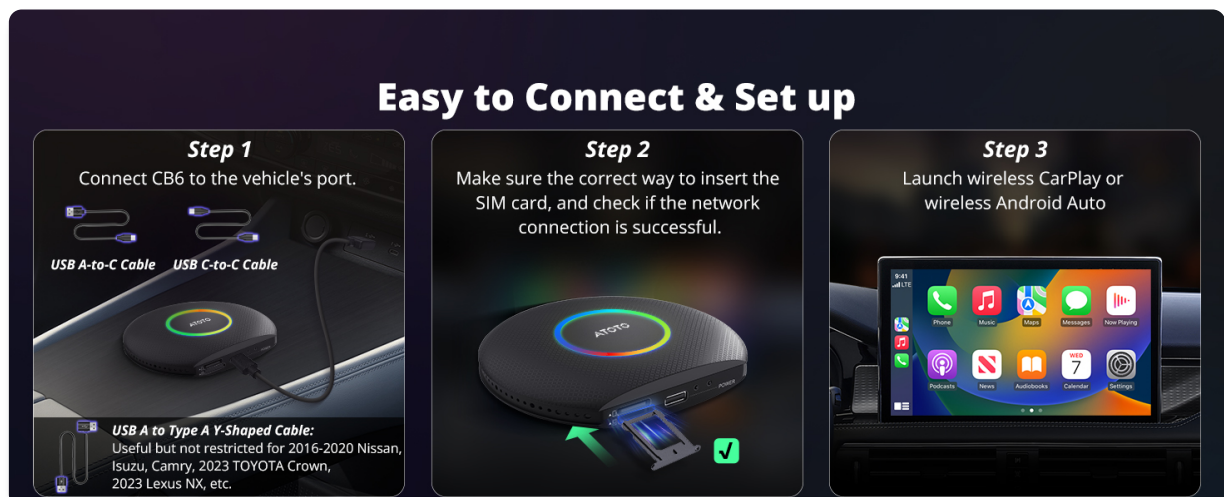 Easy to Connect & Set up
Step 1
Connect CB6 to the vehicle's port.
USB A-to-C Cable
USB C-to-C Cable
ATOTO
USB A to Type A Y-Shaped Cable:
Useful but not restricted for 2016-2020 Nissan,
Isuzu, Camry, 2023 TOYOTA Crown,
2023 Lexus NX, etc.
Step 2
Make sure the correct way to insert the
SIM card, and check if the network
connection is successful.
ATOTO
POWER
Step 3
Launch wireless CarPlay or
wireless Android Auto
9:41
LTE
Phone
Music
Maps
Messages
Now Playing
WED
7
Podcasts
News
Audiobooks
Calendar
Settings